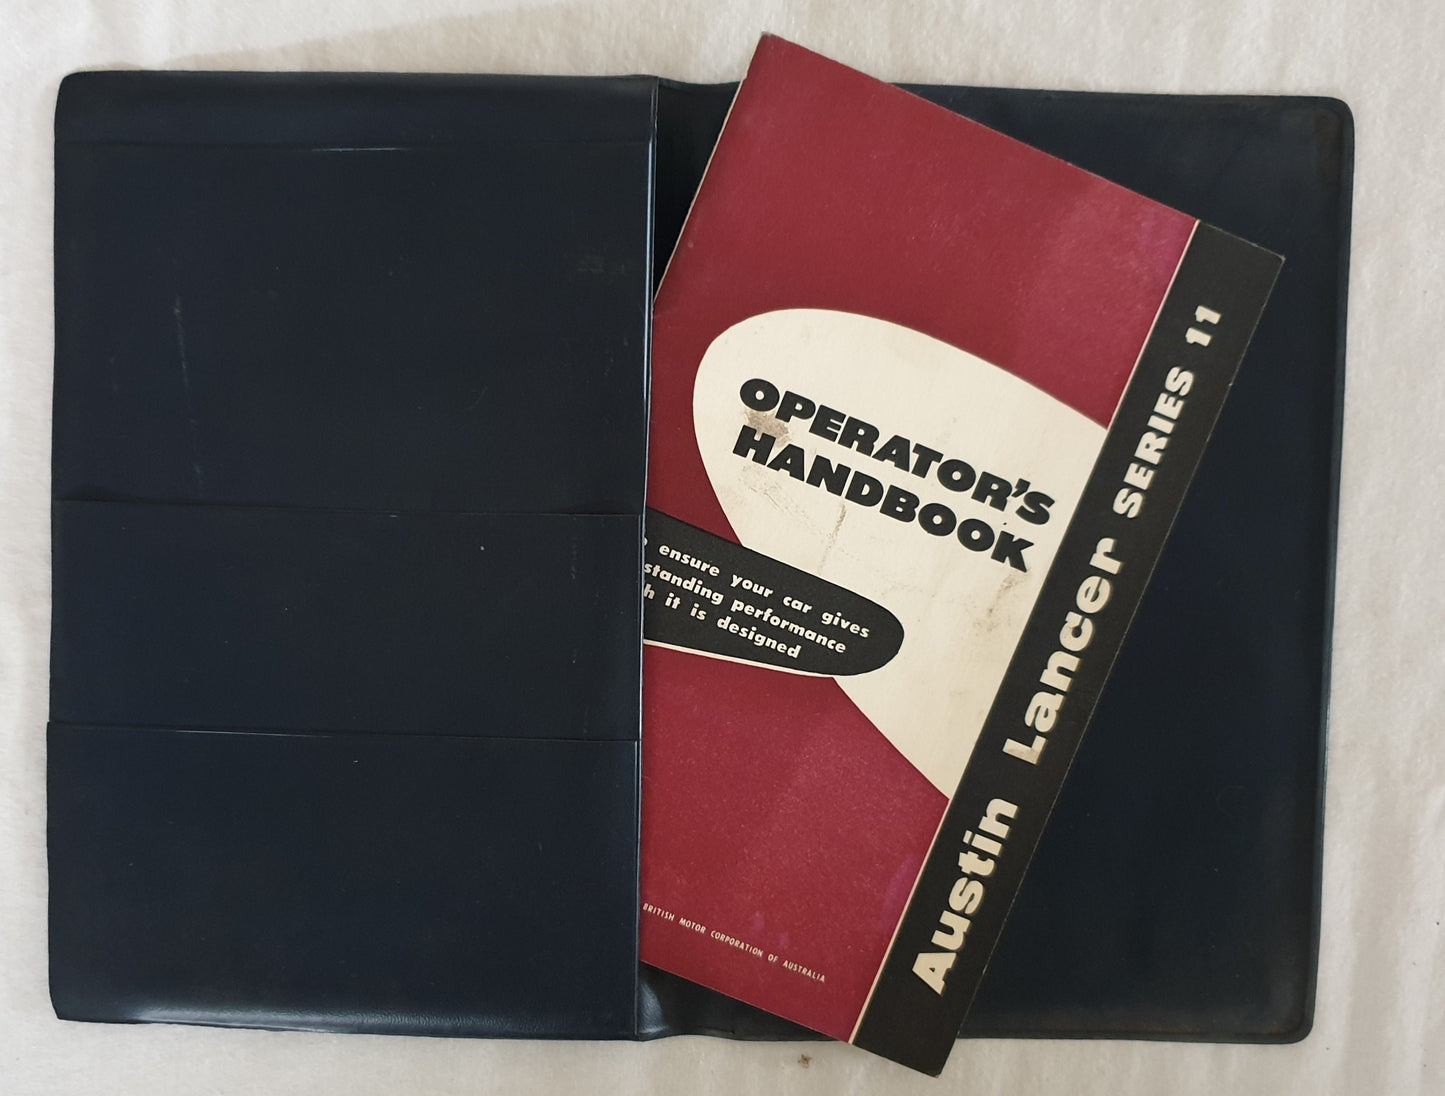 OPERATOR'S
HANDBOOK
ensure your car gives
standing performance
it is designed
BRITISH MOTOR CORPORATION OF AUSTRALIA
Austin Lancer SERIES 11